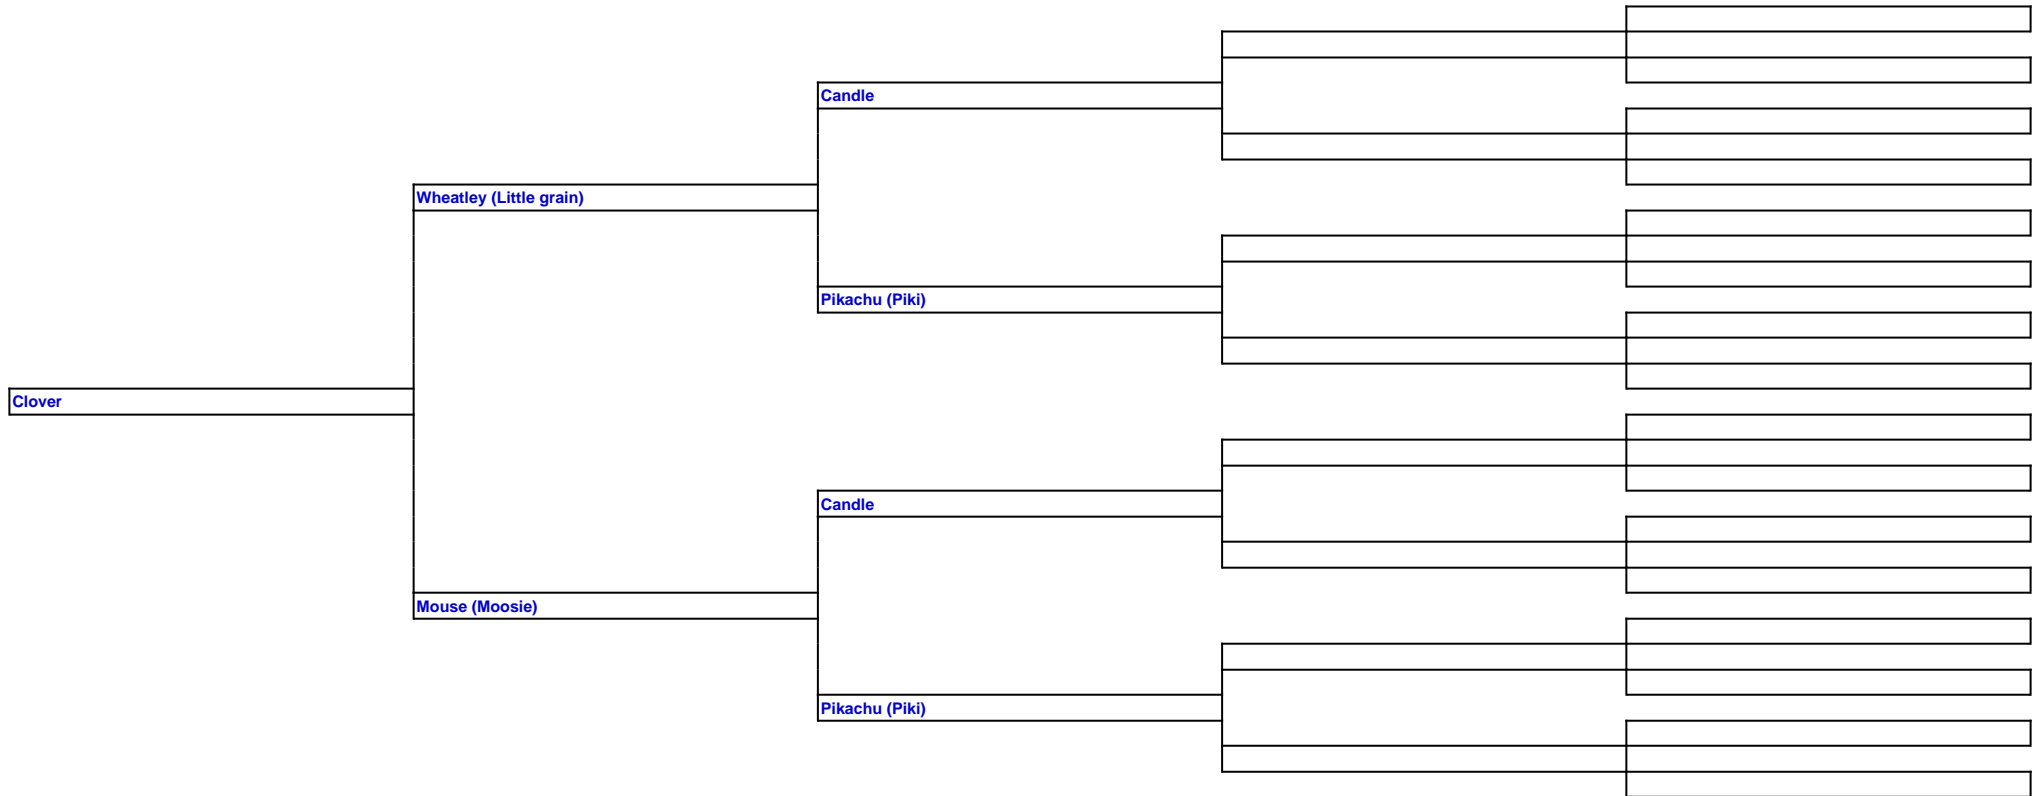 Candle
Wheatley (Little grain)
Pikachu (Piki)
Clover
Candle
Mouse (Moosie)
Pikachu (Piki)